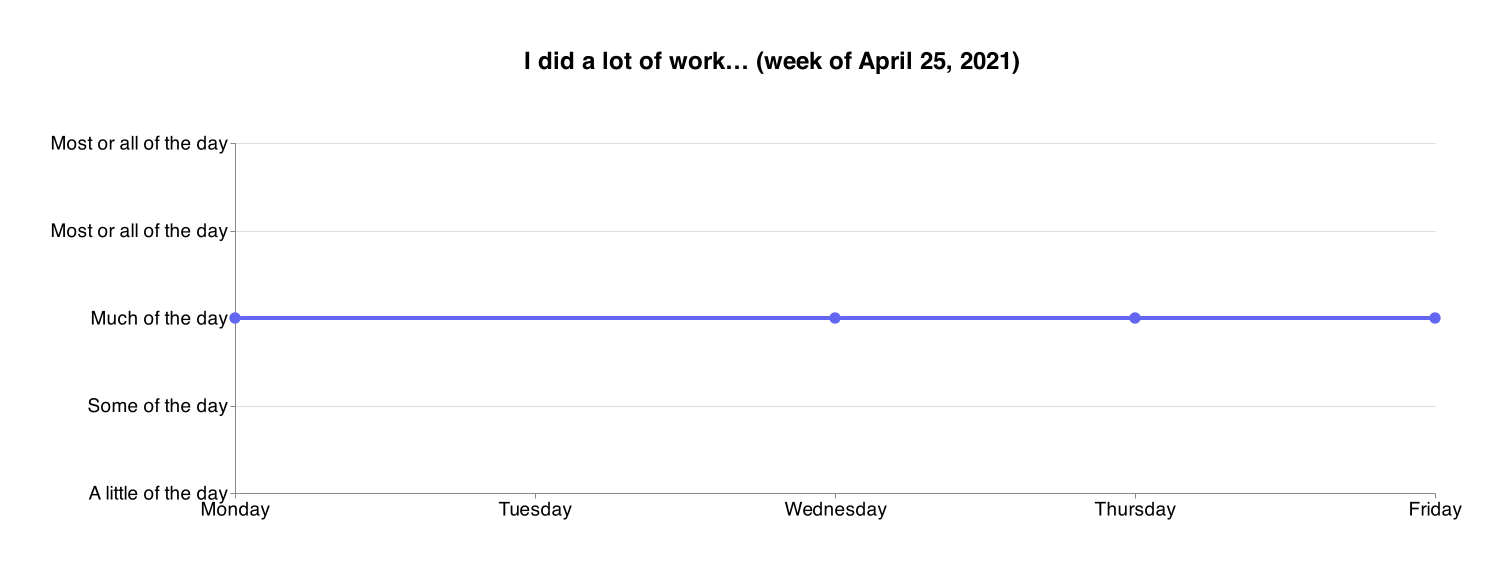 I did a lot of work… (week of April 25, 2021)
Most or all of the day
Most or all of the day
Much of the day
Some of the day
A little of the day
Monday
Tuesday
Wednesday
Thursday
Friday